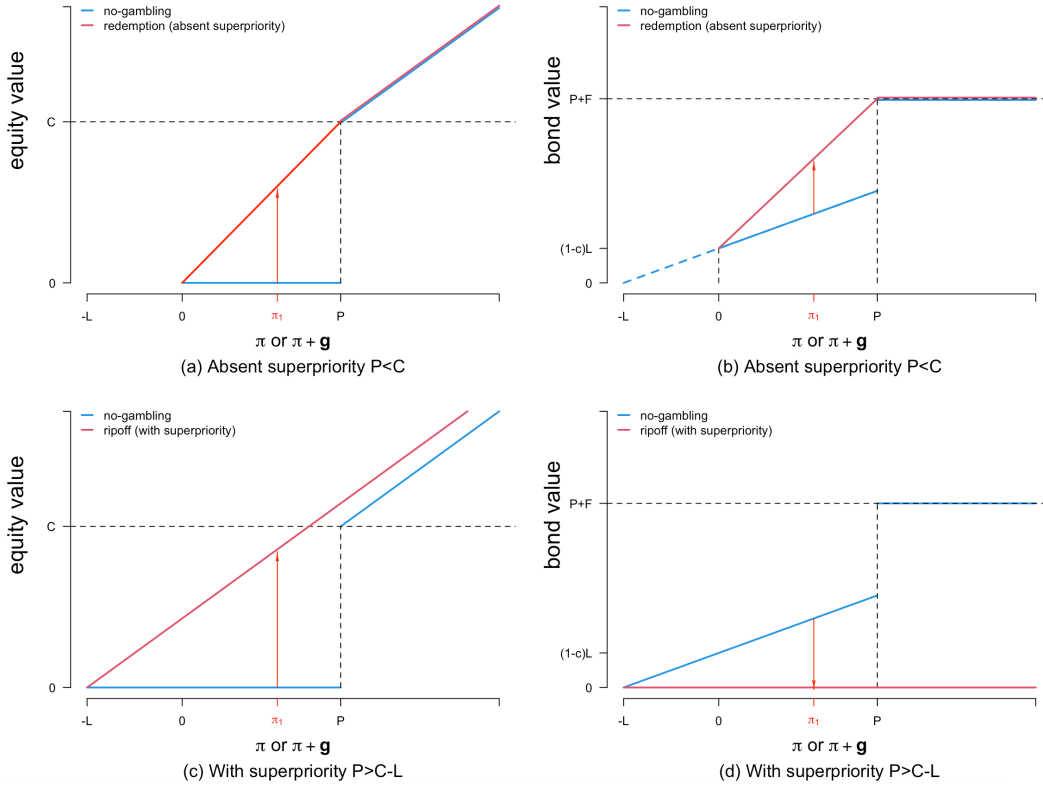 no-gambling
redemption (absent superpriority)
equity value
C
0
-L
0
π₁
P
π or π + g
(a) Absent superpriority P<C
no-gambling
redemption (absent superpriority)
bond value
P+F
(1-c)L
0
-L
0
π₁
P
π or π + g
(b) Absent superpriority P<C
no-gambling
ripoff (with superpriority)
equity value
C
0
-L
0
π₁
P
π or π + g
(c) With superpriority P>C-L
no-gambling
ripoff (with superpriority)
bond value
P+F
(1-c)L
0
-L
0
π₁
P
π or π + g
(d) With superpriority P>C-L